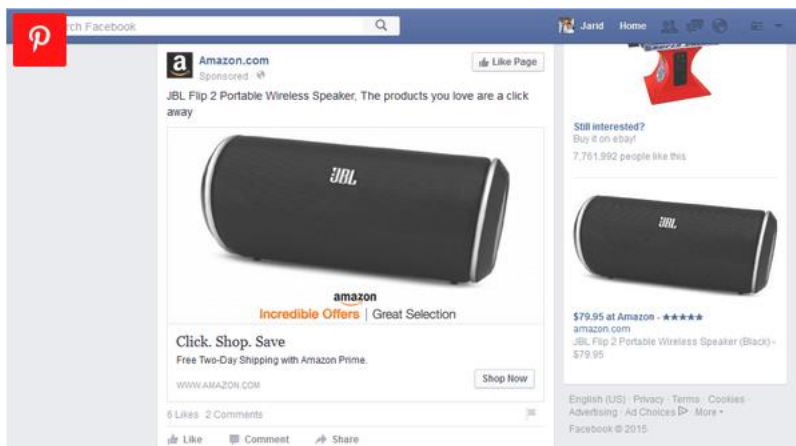 rch Facebook
Jarid Home
Amazon.com
Sponsored ·
Like Page
JBL Flip 2 Portable Wireless Speaker, The products you love are a click
away
JBL
amazon
Incredible Offers | Great Selection
Click. Shop. Save
Free Two-Day Shipping with Amazon Prime.
WWW.AMAZON.COM
Shop Now
6 Likes 2 Comments
Like Comment Share
Still interested?
Buy it on ebay!
7,761,992 people like this
JBL
$79.95 at Amazon - ★★★★★
amazon.com
JBL Flip 2 Portable Wireless Speaker (Black) -
$79.95
English (US) · Privacy · Terms · Cookies ·
Advertising · Ad Choices · More
Facebook © 2015